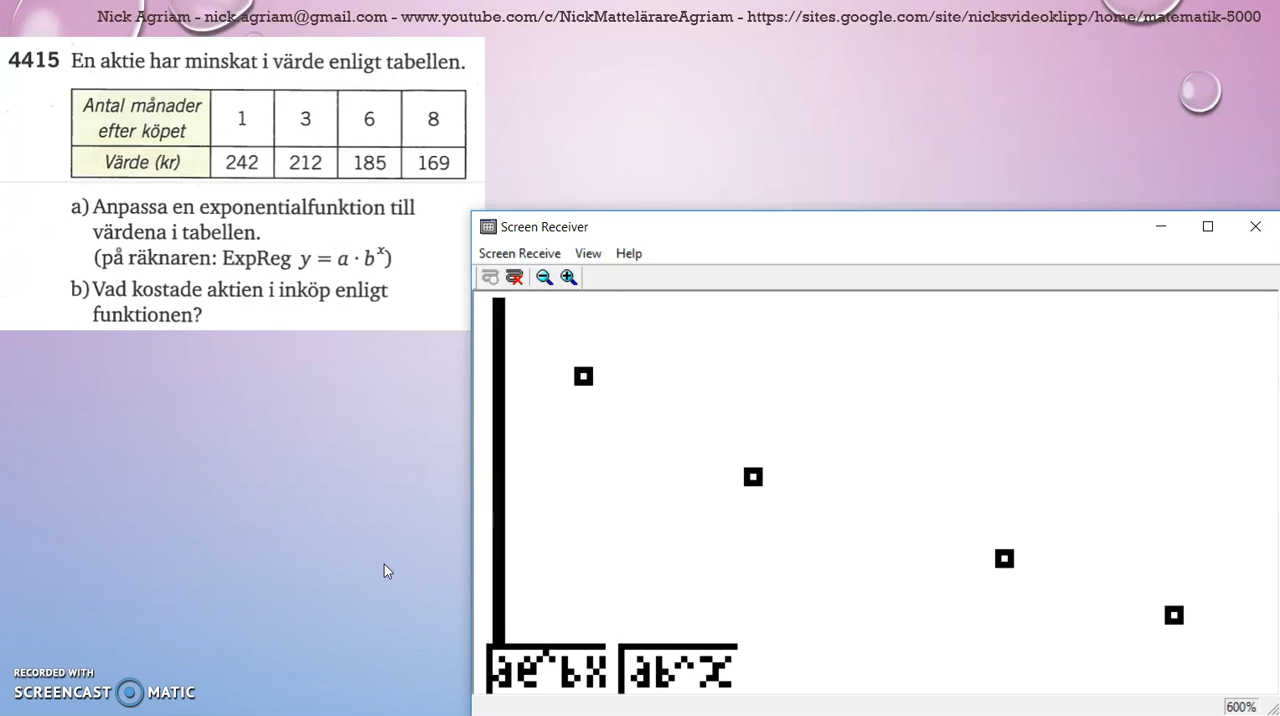 Nick Agriam - nick.agriam@gmail.com - www.youtube.com/c/NickMattelärareAgriam - https://sites.google.com/site/nicksvideoklipp/home/matematik-5000
4415 En aktie har minskat i värde enligt tabellen.
Antal månader efter köpet 1 3 6 8
Värde (kr) 242 212 185 169
a) Anpassa en exponentialfunktion till
värdena i tabellen.
(på räknaren: ExpReg y = a · b^x)
b) Vad kostade aktien i inköp enligt
funktionen?
Screen Receiver
Screen Receive View Help
ae^bx ab^x
600%
RECORDED WITH
SCREENCAST MATIC